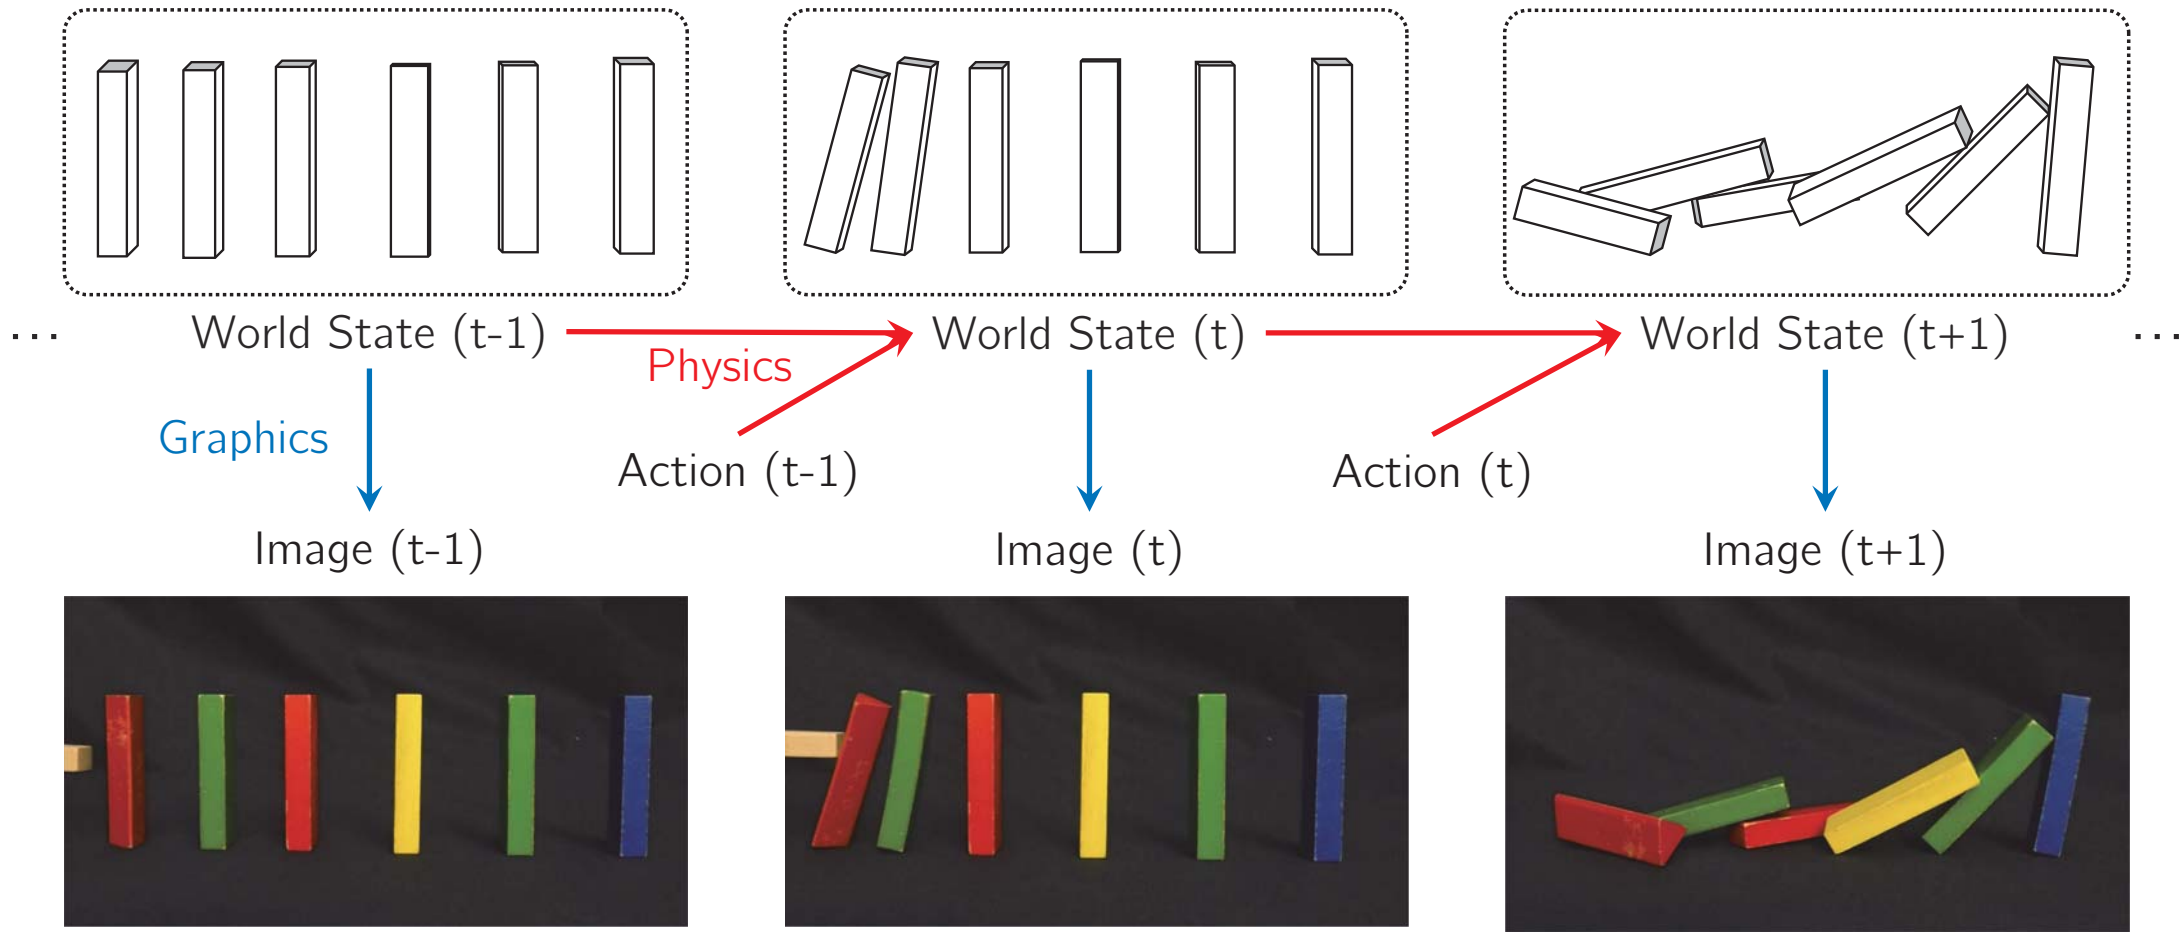 ... World State (t-1) World State (t) World State (t+1) ...
Physics
Graphics
Action (t-1) Action (t)
Image (t-1) Image (t) Image (t+1)